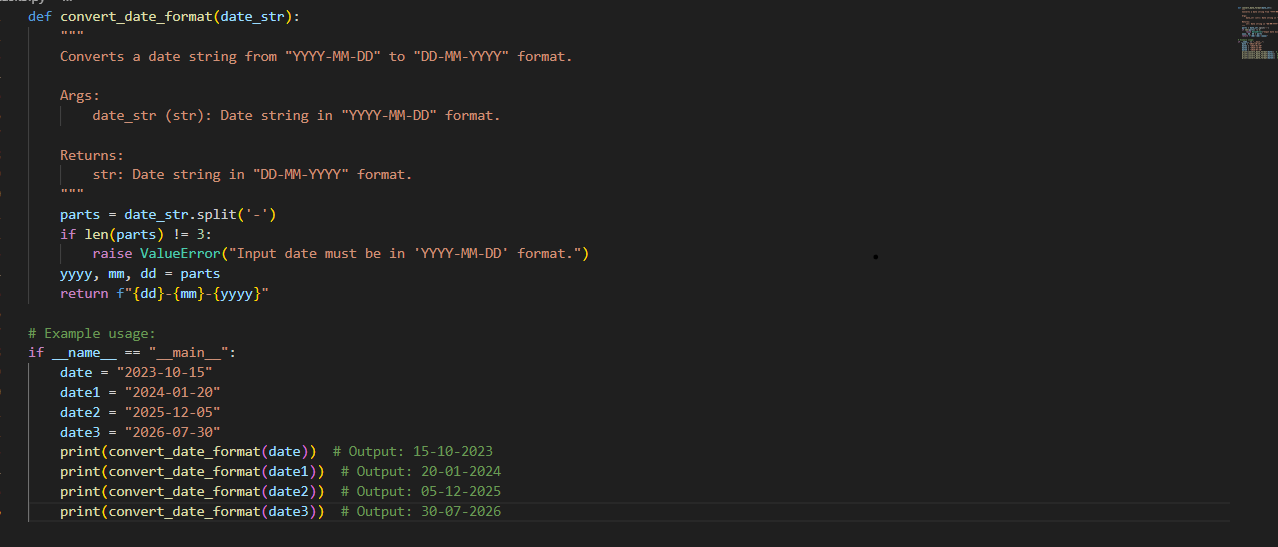 def convert_date_format(date_str):
    """
    Converts a date string from "YYYY-MM-DD" to "DD-MM-YYYY" format.

    Args:
        date_str (str): Date string in "YYYY-MM-DD" format.

    Returns:
        str: Date string in "DD-MM-YYYY" format.
    """
    parts = date_str.split('-')
    if len(parts) != 3:
        raise ValueError("Input date must be in 'YYYY-MM-DD' format.")
    yyyy, mm, dd = parts
    return f"{dd}-{mm}-{yyyy}"

# Example usage:
if __name__ == "__main__":
    date = "2023-10-15"
    date1 = "2024-01-20"
    date2 = "2025-12-05"
    date3 = "2026-07-30"
    print(convert_date_format(date))  # Output: 15-10-2023
    print(convert_date_format(date1))  # Output: 20-01-2024
    print(convert_date_format(date2))  # Output: 05-12-2025
    print(convert_date_format(date3))  # Output: 30-07-2026